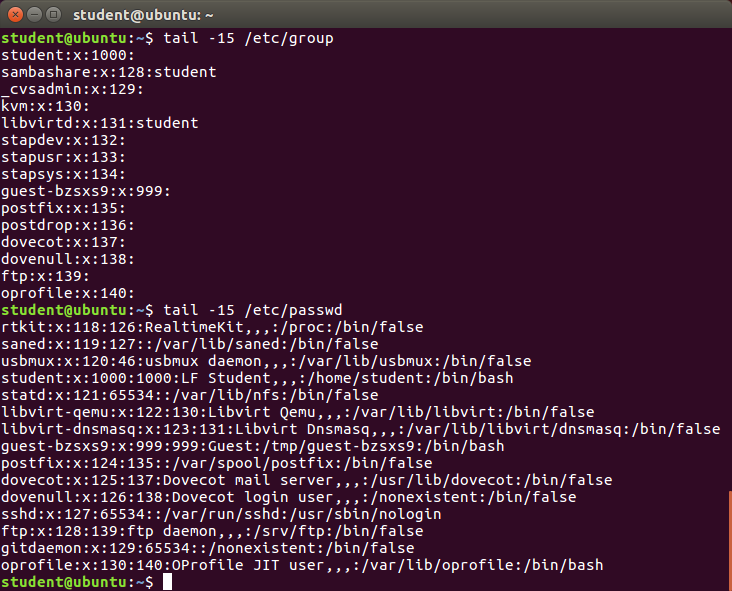 student@ubuntu: ~
student@ubuntu:~$ tail -15 /etc/group
student:x:1000:
sambashare:x:128:student
_cvsadmin:x:129:
kvm:x:130:
libvirtd:x:131:student
stapdev:x:132:
stapusr:x:133:
stapsys:x:134:
guest-bzsxs9:x:999:
postfix:x:135:
postdrop:x:136:
dovecot:x:137:
dovenull:x:138:
ftp:x:139:
oprofile:x:140:
student@ubuntu:~$ tail -15 /etc/passwd
rtkit:x:118:126:RealtimeKit,,,:/proc:/bin/false
saned:x:119:127::/var/lib/saned:/bin/false
usbmux:x:120:46:usbmux daemon,,,:/var/lib/usbmux:/bin/false
student:x:1000:1000:LF Student,,,:/home/student:/bin/bash
statd:x:121:65534::/var/lib/nfs:/bin/false
libvirt-qemu:x:122:130:Libvirt Qemu,,,:/var/lib/libvirt:/bin/false
libvirt-dnsmasq:x:123:131:Libvirt Dnsmasq,,,:/var/lib/libvirt/dnsmasq:/bin/false
guest-bzsxs9:x:999:999:Guest:/tmp/guest-bzsxs9:/bin/bash
postfix:x:124:135::/var/spool/postfix:/bin/false
dovecot:x:125:137:Dovecot mail server,,,:/usr/lib/dovecot:/bin/false
dovenull:x:126:138:Dovecot login user,,,:/nonexistent:/bin/false
sshd:x:127:65534::/var/run/sshd:/usr/sbin/nologin
ftp:x:128:139:ftp daemon,,,:/srv/ftp:/bin/false
gitdaemon:x:129:65534::/nonexistent:/bin/false
oprofile:x:130:140:OProfile JIT user,,,:/var/lib/oprofile:/bin/bash
student@ubuntu:~$